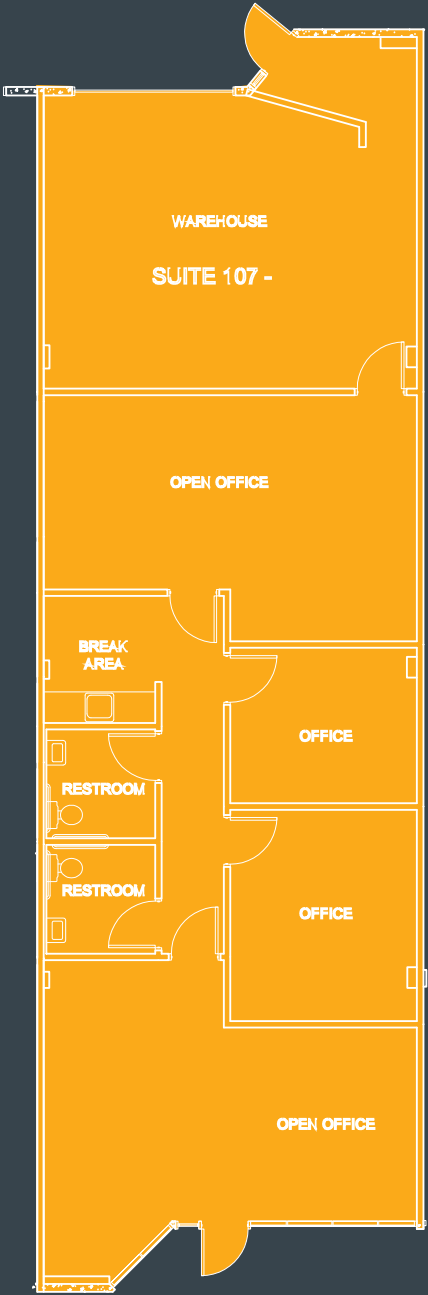 WAREHOUSE
SUITE 107 -
OPEN OFFICE
BREAK
AREA
OFFICE
RESTROOM
RESTROOM
OFFICE
OPEN OFFICE